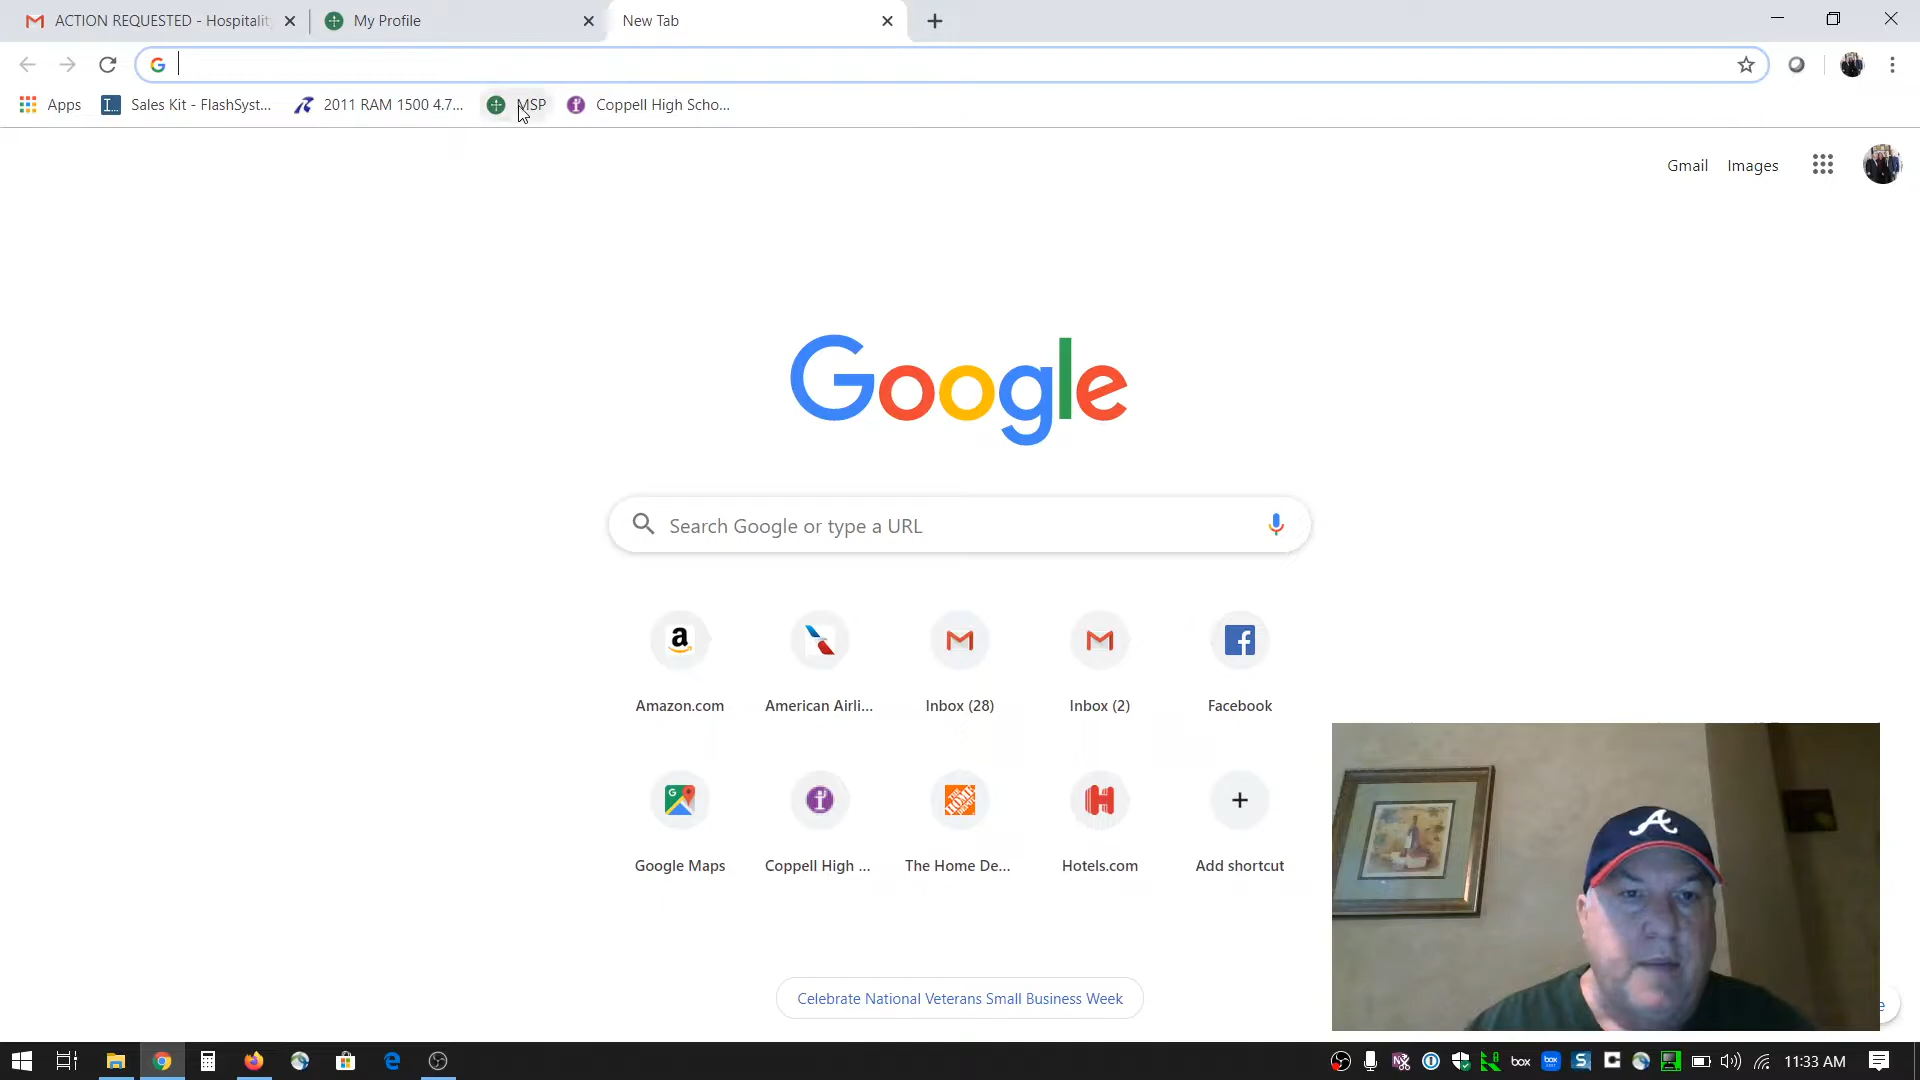 ACTION REQUESTED - Hospitalit
My Profile
New Tab
Apps
Sales Kit - FlashSyst...
2011 RAM 1500 4.7...
MSP
Coppell High Scho...
Gmail
Images
Google
Search Google or type a URL
Amazon.com
American Airli...
Inbox (28)
Inbox (2)
Facebook
Google Maps
Coppell High ...
The Home De...
Hotels.com
Add shortcut
Celebrate National Veterans Small Business Week
11:33 AM